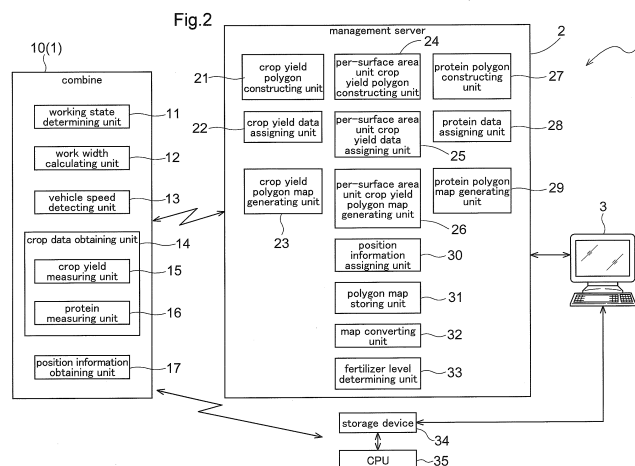 Fig.2
10(1)
combine
working state
determining unit
11
work width
calculating unit
12
vehicle speed
detecting unit
13
crop data obtaining unit
14
crop yield
measuring unit
15
protein
measuring unit
16
position information
obtaining unit
17
management server
2
24
21
crop yield
polygon
constructing unit
per-surface area
unit crop yield
polygon constructing
unit
protein polygon
constructing
unit
27
22
crop yield data
assigning unit
per-surface area
unit crop
yield data
assigning unit
25
protein data
assigning unit
28
crop yield
polygon map
generating unit
23
per-surface area
unit crop yield
polygon map
generating unit
26
protein polygon
map generating
unit
29
position
information
assigning unit
30
polygon map
storing unit
31
map converting
unit
32
fertilizer level
determining unit
33
3
storage device
34
CPU
35